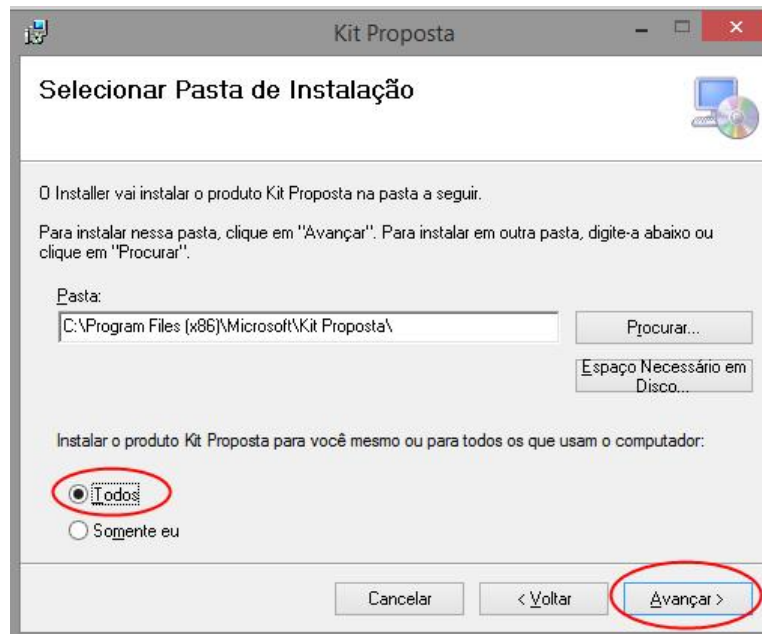 Kit Proposta
Selecionar Pasta de Instalação
O Installer vai instalar o produto Kit Proposta na pasta a seguir.
Para instalar nessa pasta, clique em "Avançar". Para instalar em outra pasta, digite-a abaixo ou
clique em "Procurar".
Pasta:
C:\Program Files (x86)\Microsoft\Kit Proposta\
Procurar...
Espaço Necessário em
Disco...
Instalar o produto Kit Proposta para você mesmo ou para todos os que usam o computador:
Todos
Somente eu
Cancelar
< Voltar
Avançar >